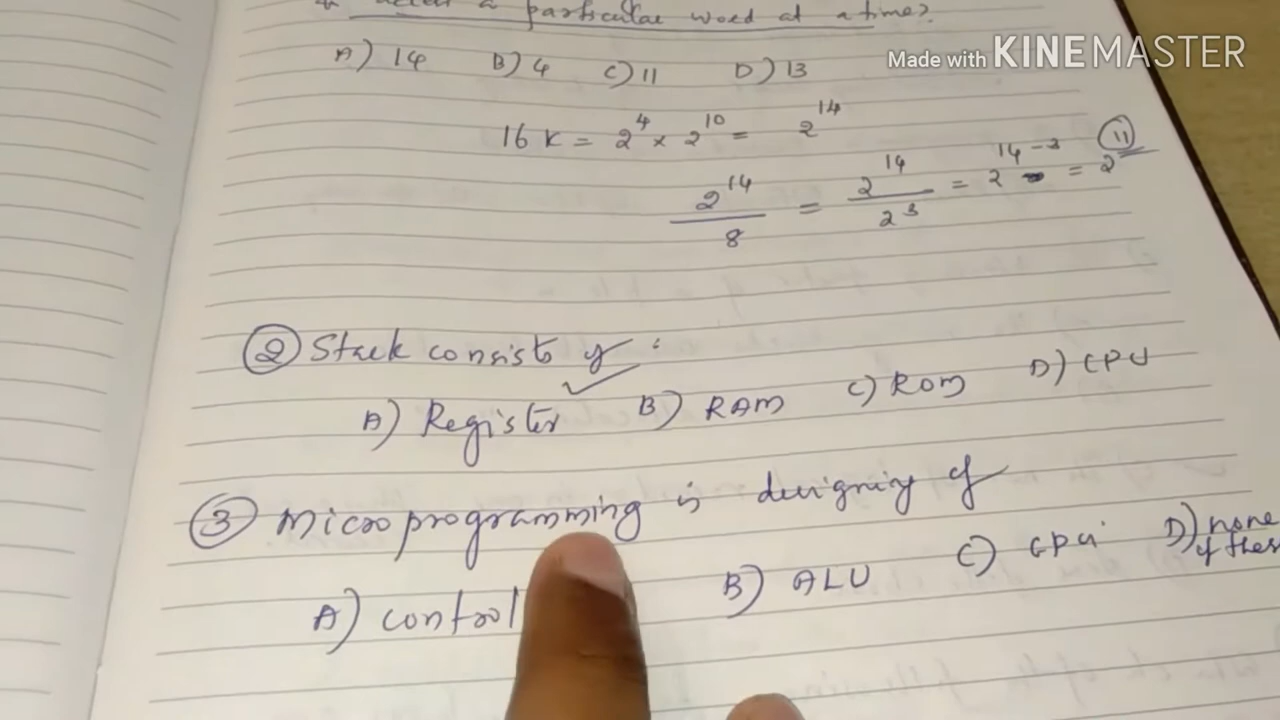 a particular word at a time?
A) 14 B) 4 C) 11 D) 13
Made with KINEMASTER
16 K = 2^4 x 2^10 = 2^14
2^14 / 8 = 2^14 / 2^3 = 2^14-3 = 2^11
② Stack consists of :
A) Register ✓ B) RAM C) ROM D) CPU
③ Microprogramming is designing of
A) control B) ALU C) CPU D) none
of these